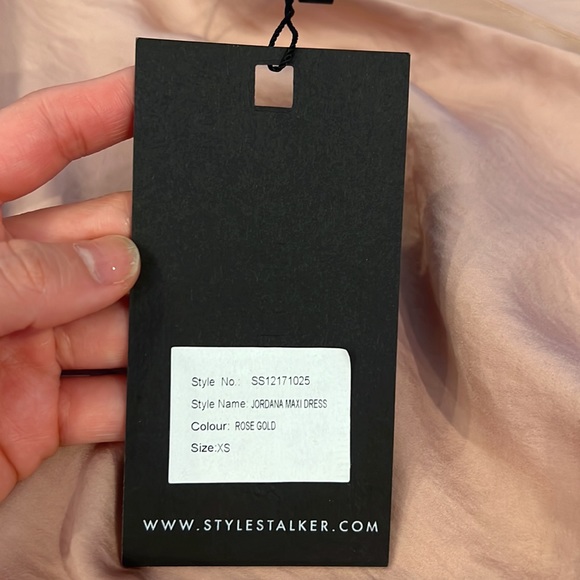 Style No.: SS12171025
Style Name: JORDANA MAXI DRESS
Colour: ROSE GOLD
Size:XS
WWW.STYLESTALKER.COM